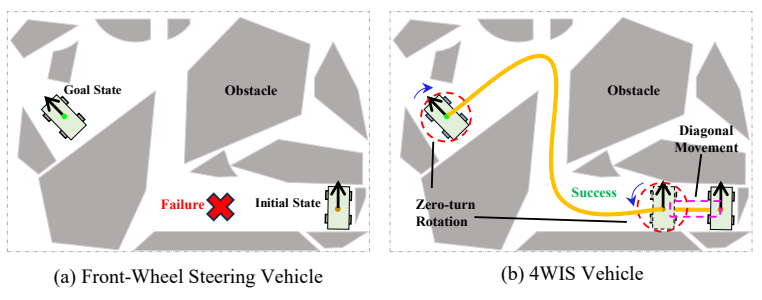 Goal State
Obstacle
Failure
Initial State
(a) Front-Wheel Steering Vehicle
Obstacle
Diagonal
Movement
Success
Zero-turn
Rotation
(b) 4WIS Vehicle